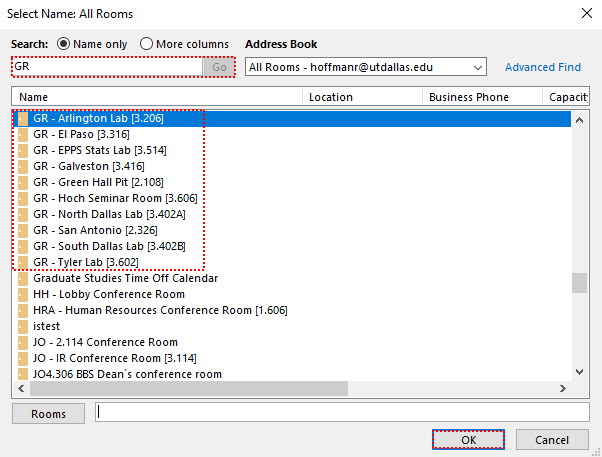 Select Name: All Rooms
Search: Name only More columns Address Book
GR Go All Rooms - hoffmanr@utdallas.edu Advanced Find
Name Location Business Phone Capacity
GR - Arlington Lab [3.206]
GR - El Paso [3.316]
GR - EPPS Stats Lab [3.514]
GR - Galveston [3.416]
GR - Green Hall Pit [2.108]
GR - Hoch Seminar Room [3.606]
GR - North Dallas Lab [3.402A]
GR - San Antonio [2.326]
GR - South Dallas Lab [3.402B]
GR - Tyler Lab [3.602]
Graduate Studies Time Off Calendar
HH - Lobby Conference Room
HRA - Human Resources Conference Room [1.606]
istest
JO - 2.114 Conference Room
JO - IR Conference Room [3.114]
JO4.306 BBS Dean`s conference room
Rooms
OK Cancel